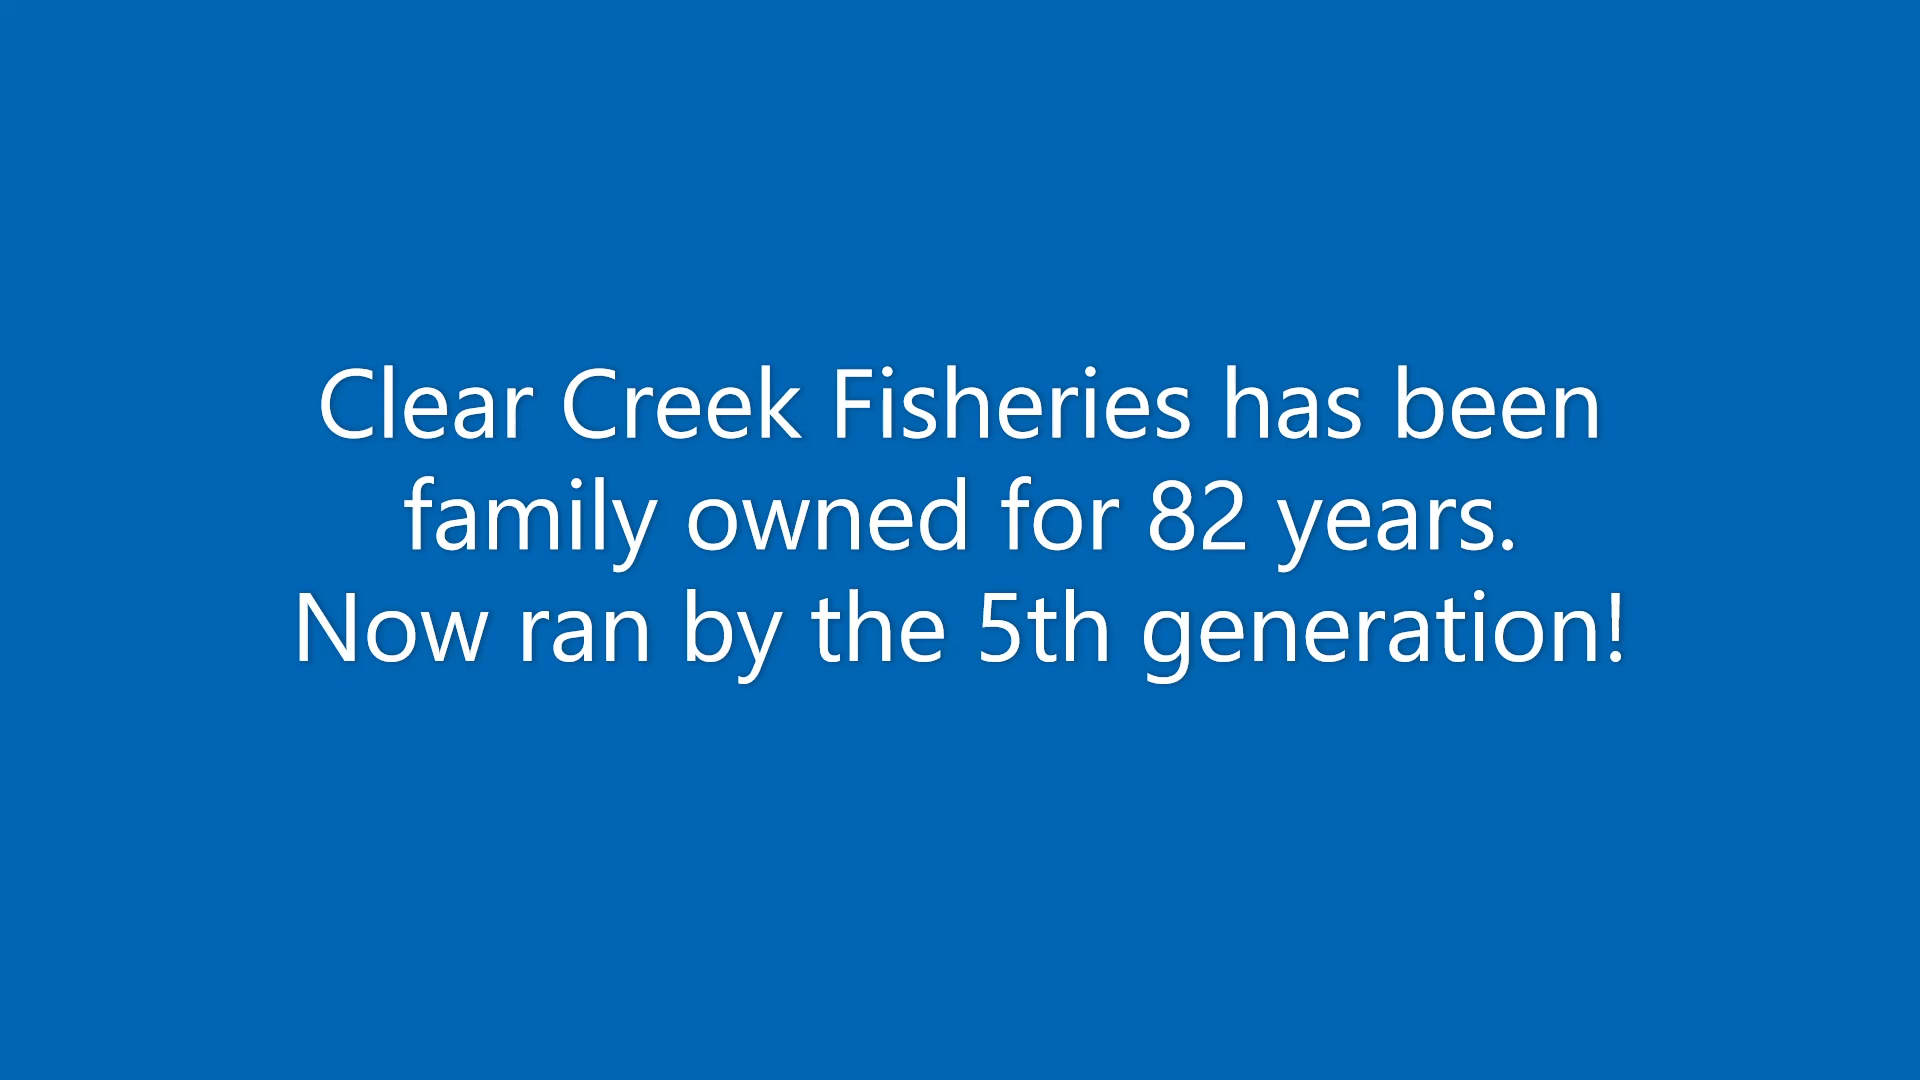 Clear Creek Fisheries has been
family owned for 82 years.
Now ran by the 5th generation!